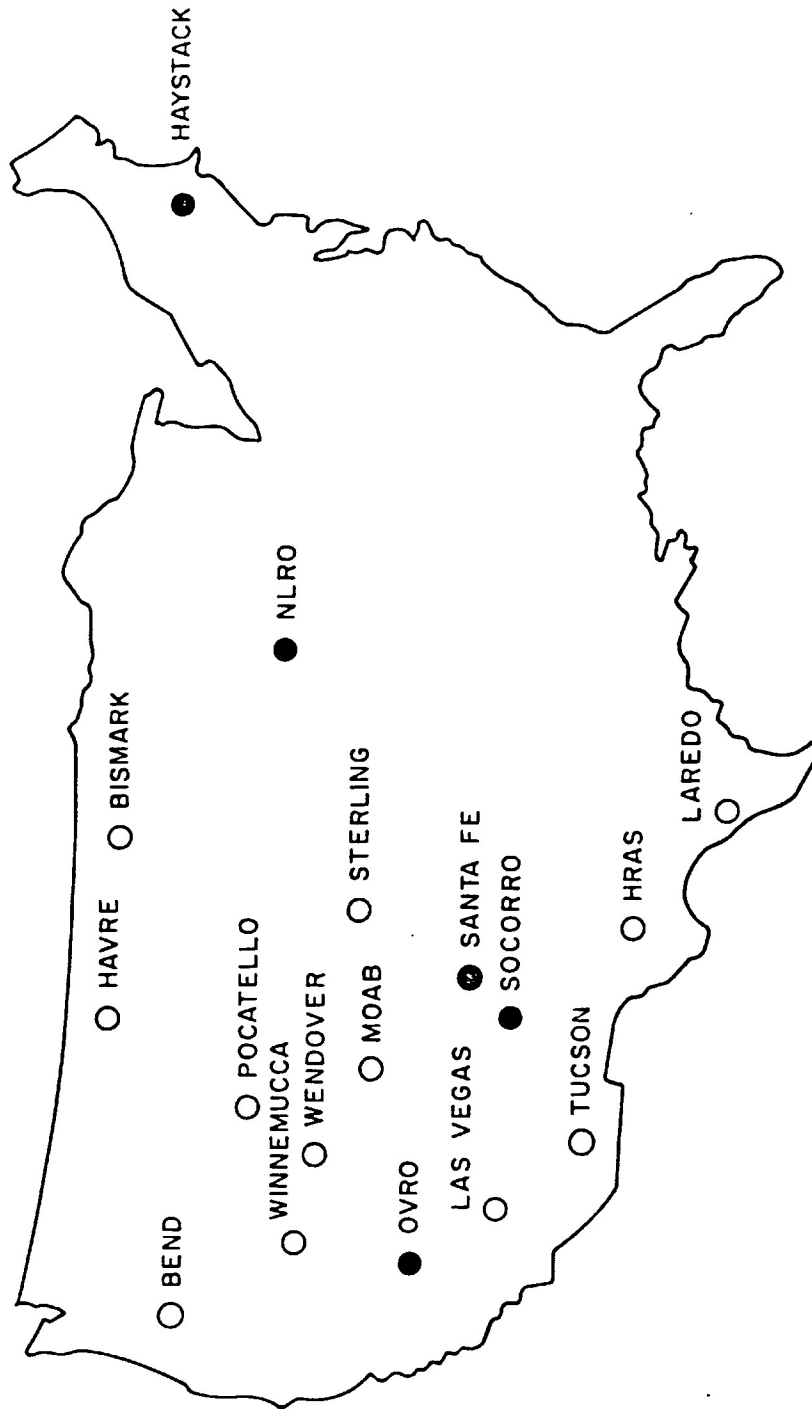 HAYSTACK
NLRO
BISMARK
HAVRE
STERLING
POCATELLO
WINNEMUCCA
WENDOVER
MOAB
SANTA FE
SOCORRO
BEND
OVRO
LAS VEGAS
TUCSON
HRAS
LAREDO